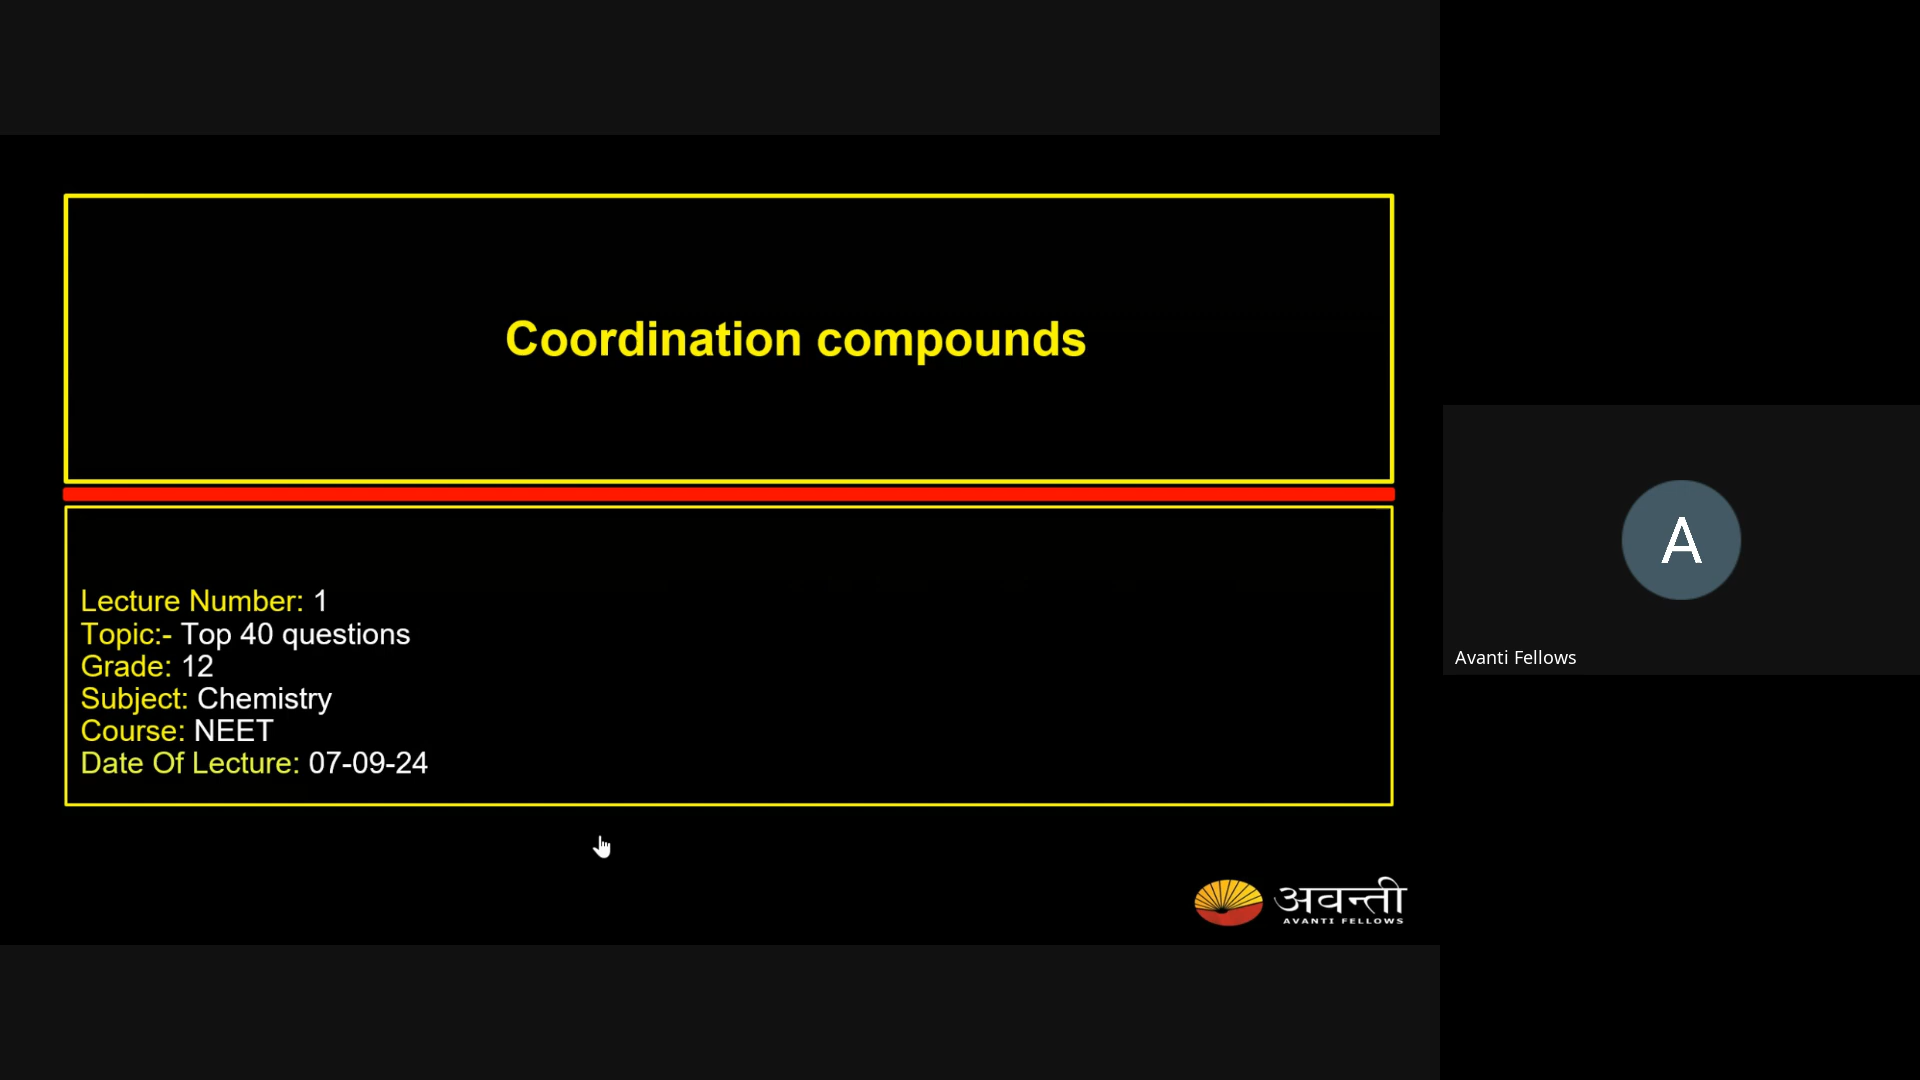 Coordination compounds
Lecture Number: 1
Topic:- Top 40 questions
Grade: 12
Subject: Chemistry
Course: NEET
Date Of Lecture: 07-09-24
A
Avanti Fellows
अवन्ती
AVANTI FELLOWS